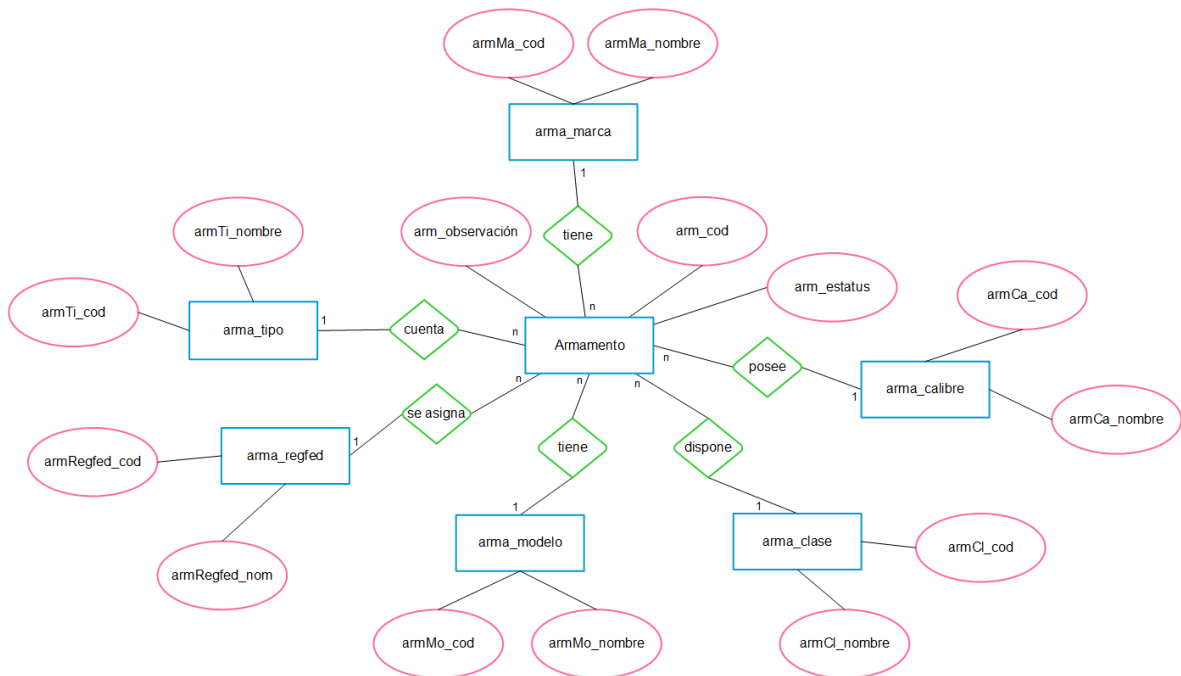 armMa_cod
armMa_nombre
arma_marca
1
armTi_nombre
arm_observación
tiene
arm_cod
armTi_cod
arm_estatus
armCa_cod
n
arma_tipo
1
cuenta
n
Armamento
n
posee
1
arma_calibre
armCa_nombre
n
n
n
se asigna
1
arma_regfed
armRegfed_cod
tiene
dispone
1
arma_modelo
1
arma_clase
armCl_cod
armRegfed_nom
armMo_cod
armMo_nombre
armCl_nombre